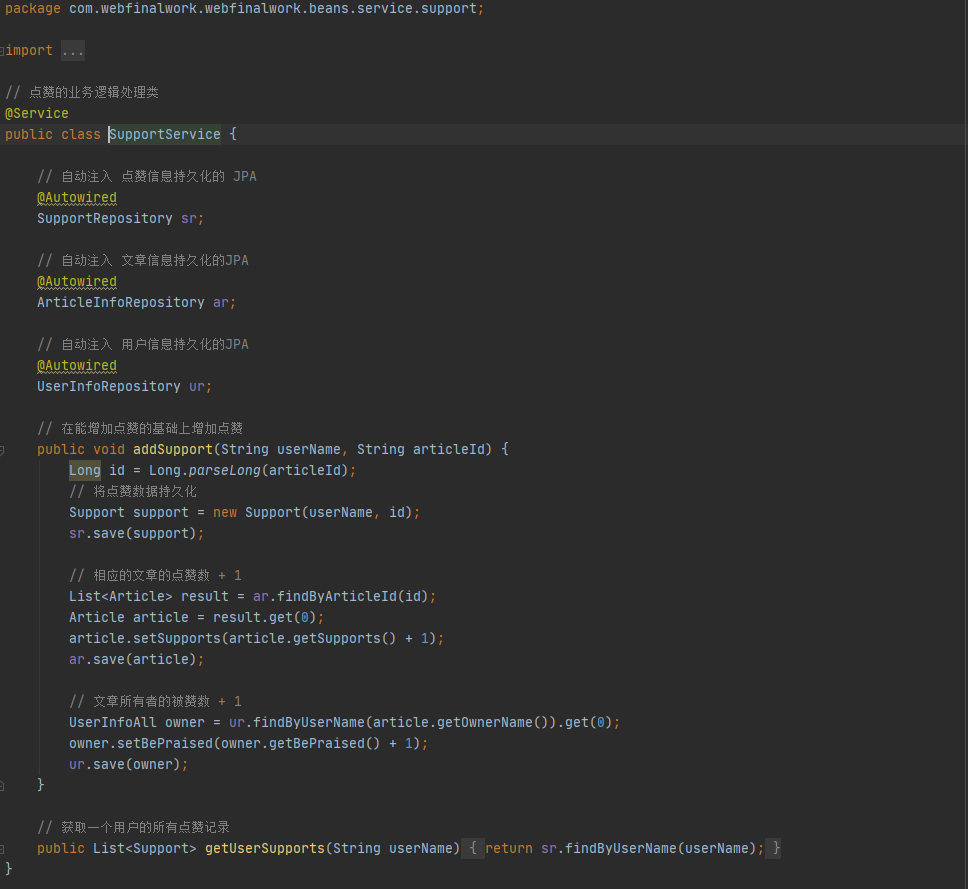 package com.webfinalwork.webfinalwork.beans.service.support;
import ...
// 点赞的业务逻辑处理类
@Service
public class SupportService {
// 自动注入 点赞信息持久化的 JPA
@Autowired
SupportRepository sr;
// 自动注入 文章信息持久化的JPA
@Autowired
ArticleInfoRepository ar;
// 自动注入 用户信息持久化的JPA
@Autowired
UserInfoRepository ur;
// 在能增加点赞的基础上增加点赞
public void addSupport(String userName, String articleId) {
Long id = Long.parseLong(articleId);
// 将点赞数据持久化
Support support = new Support(userName, id);
sr.save(support);
// 相应的文章的点赞数 + 1
List<Article> result = ar.findByArticleId(id);
Article article = result.get(0);
article.setSupports(article.getSupports() + 1);
ar.save(article);
// 文章所有者的被赞数 + 1
UserInfoAll owner = ur.findByUserName(article.getOwnerName()).get(0);
owner.setBePraised(owner.getBePraised() + 1);
ur.save(owner);
}
// 获取一个用户的所有点赞记录
public List<Support> getUserSupports(String userName) { return sr.findByUserName(userName); }
}